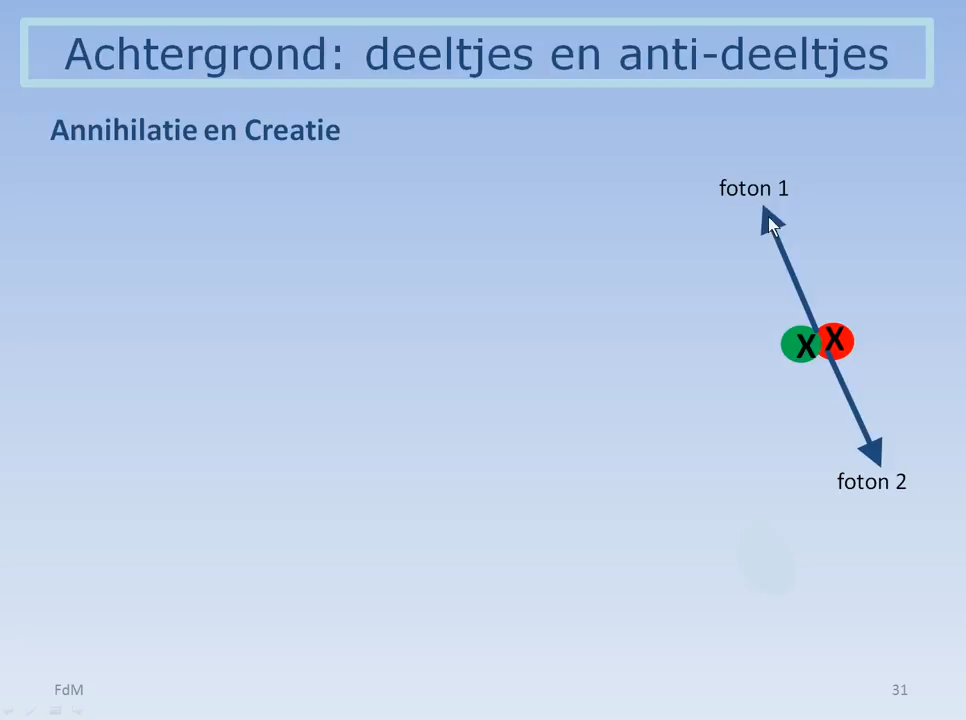 Achtergrond: deeltjes en anti-deeltjes
Annihilatie en Creatie
foton 1
X X
foton 2
FdM 31